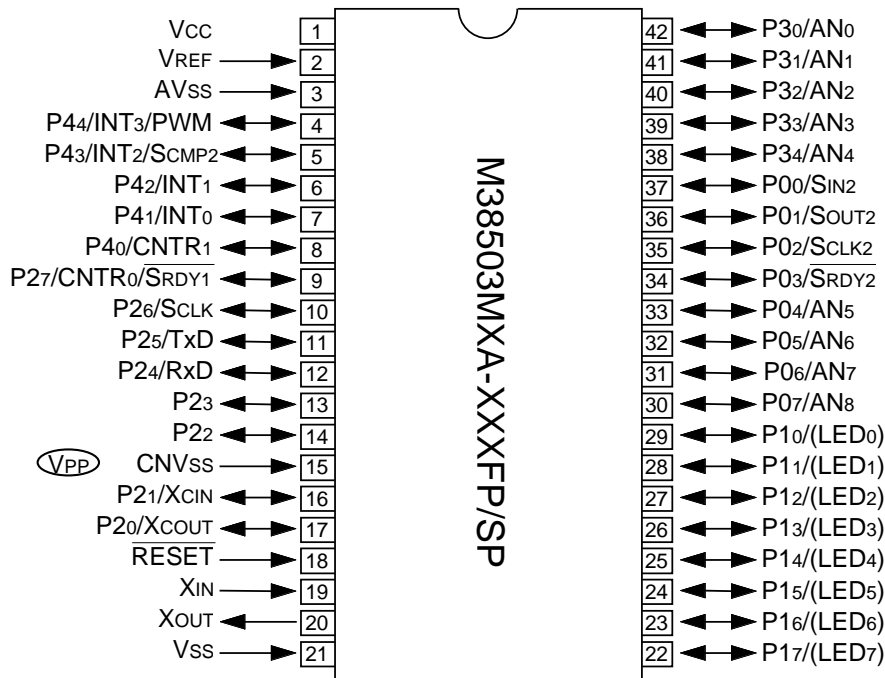 VCC 1
VREF 2
AVSS 3
P44/INT3/PWM 4
P43/INT2/SCMP2 5
P42/INT1 6
P41/INT0 7
P40/CNTR1 8
P27/CNTR0/SRDY1 9
P26/SCLK 10
P25/TxD 11
P24/RxD 12
P23 13
P22 14
VPP CNVSS 15
P21/XCIN 16
P20/XCOUT 17
RESET 18
XIN 19
XOUT 20
VSS 21
M38503MXA-XXXFP/SP
42 P30/AN0
41 P31/AN1
40 P32/AN2
39 P33/AN3
38 P34/AN4
37 P00/SIN2
36 P01/SOUT2
35 P02/SCLK2
34 P03/SRDY2
33 P04/AN5
32 P05/AN6
31 P06/AN7
30 P07/AN8
29 P10/(LED0)
28 P11/(LED1)
27 P12/(LED2)
26 P13/(LED3)
25 P14/(LED4)
24 P15/(LED5)
23 P16/(LED6)
22 P17/(LED7)